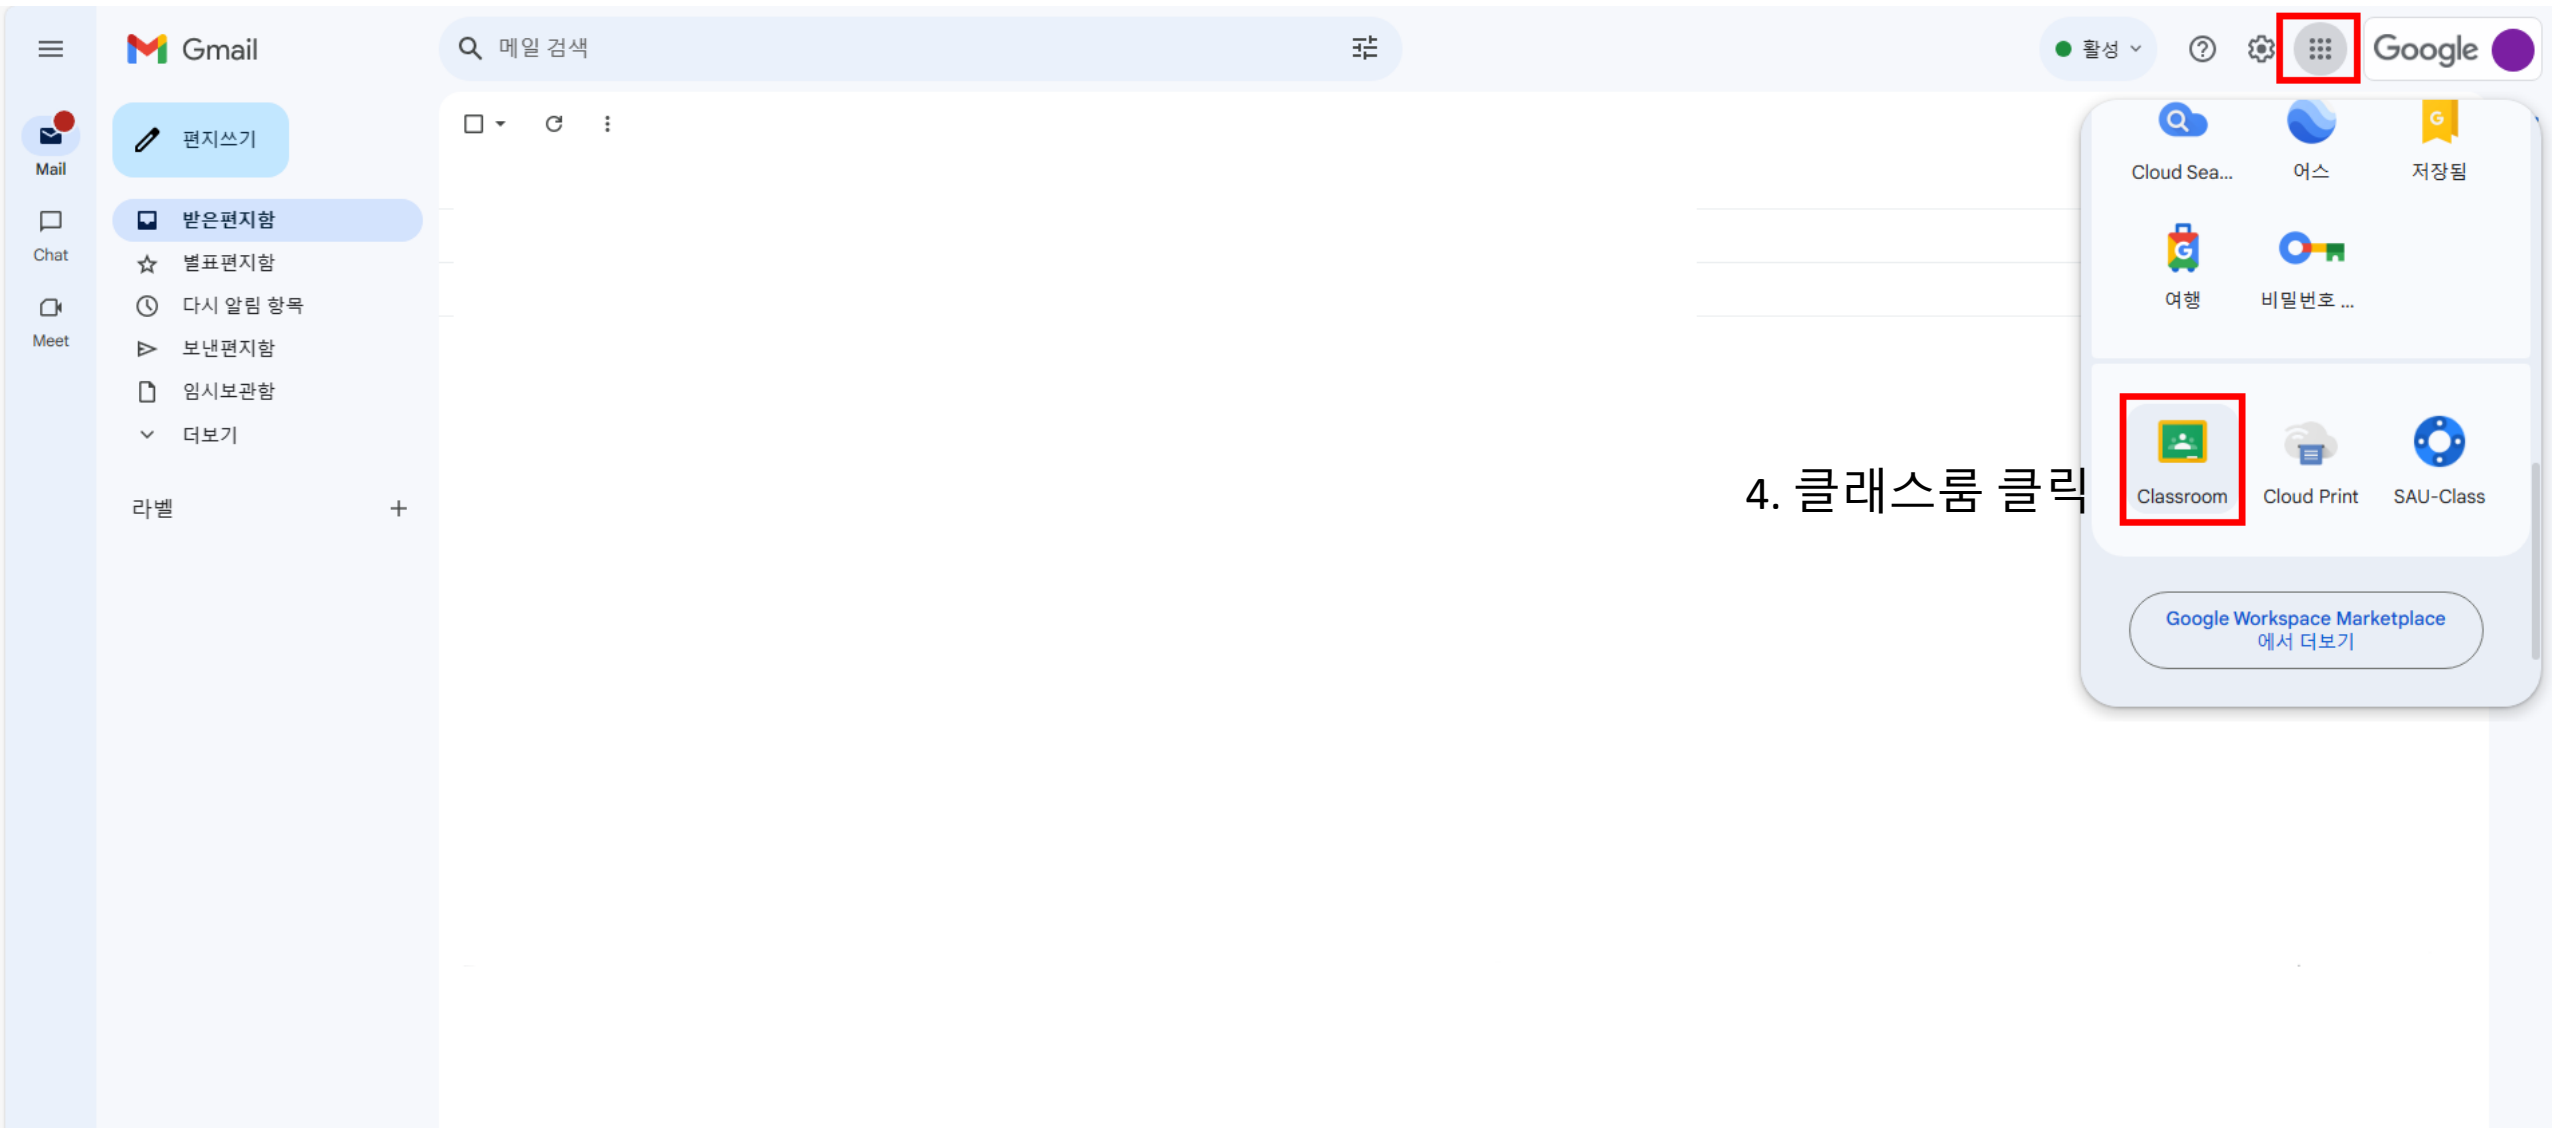 Gmail
메일 검색
활성
Google
Mail
Chat
Meet
편지쓰기
받은편지함
별표편지함
다시 알림 항목
보낸편지함
임시보관함
더보기
라벨
4. 클래스룸 클릭
G
Cloud Sea...
어스
저장됨
G
여행
비밀번호 ...
Classroom
Cloud Print
SAU-Class
Google Workspace Marketplace
에서 더보기